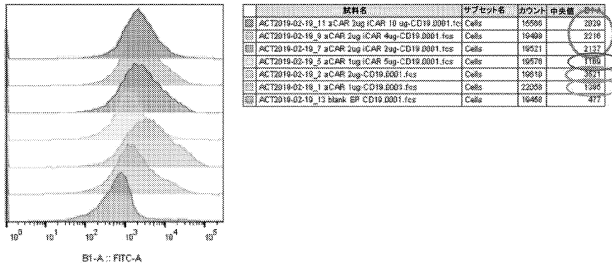 試料名 サブセット名 カウント 中央値
ACT2019-02-19_11 aCAR 2ug iCAR 10 ug-CD19.0001.fcs Cells 16566 2029
ACT2019-02-19_9 aCAR 2ug iCAR 4ug-CD19.0001.fcs Cells 19498 2216
ACT2019-02-19_7 aCAR 2ug iCAR 2ug-CD19.0001.fcs Cells 19521 2137
ACT2019-02-19_5 aCAR 1ug iCAR 5ug-CD19.0001.fcs Cells 19576 1189
ACT2019-02-19_2 aCAR 2ug-CD19.0001.fcs Cells 19610 3521
ACT2019-02-19_1 aCAR 1ug-CD19.0001.fcs Cells 22058
ACT2019-02-19_13 blank EP CD19.0001.fcs Cells 19468 477
10^0 10^1 10^2 10^3 10^4 10^5
B1-A :: FITC-A